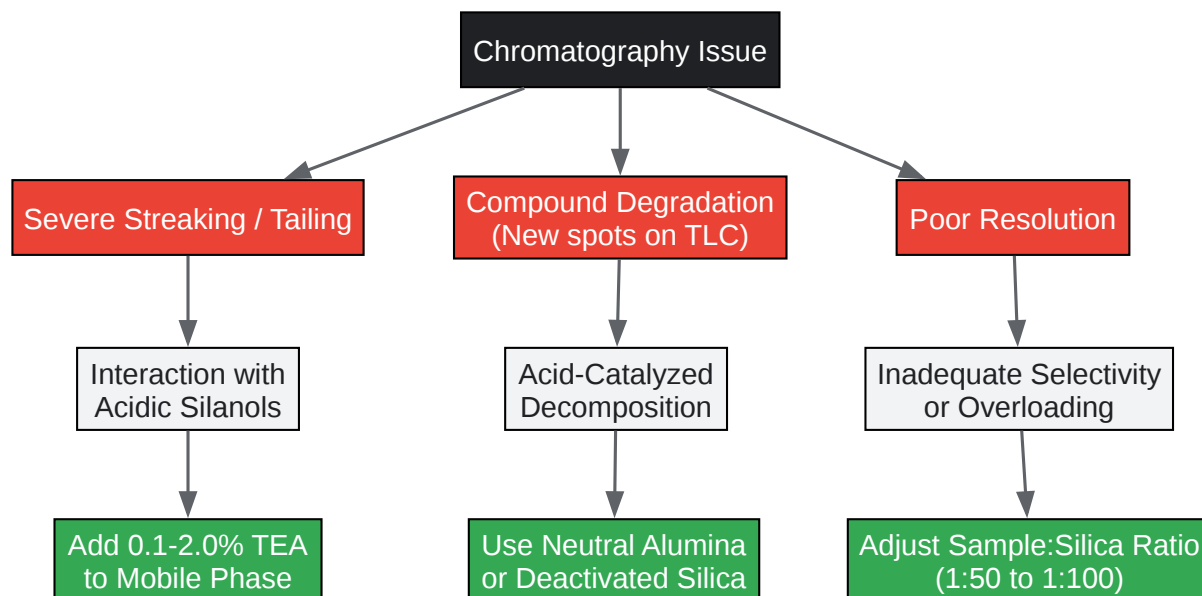 Chromatography Issue
Severe Streaking / Tailing
Compound Degradation
(New spots on TLC)
Poor Resolution
Interaction with
Acidic Silanols
Acid-Catalyzed
Decomposition
Inadequate Selectivity
or Overloading
Add 0.1-2.0% TEA
to Mobile Phase
Use Neutral Alumina
or Deactivated Silica
Adjust Sample:Silica Ratio
(1:50 to 1:100)